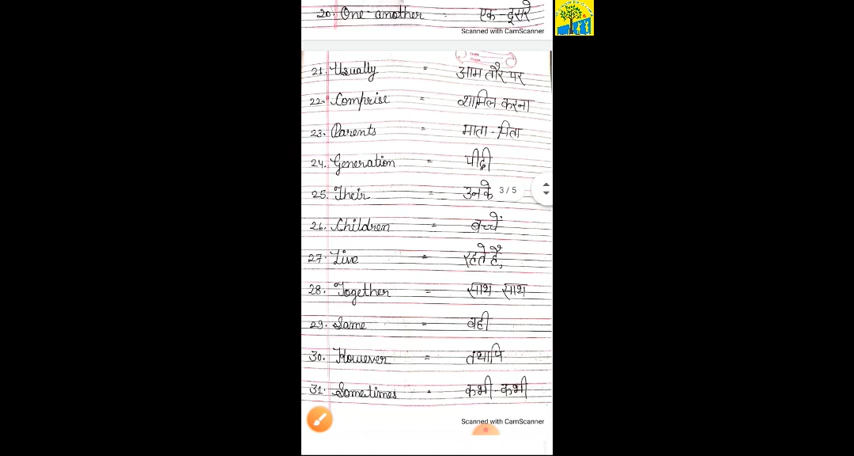 20. One-another - एक-दूसरे
Scanned with CamScanner
21. Usually = आम तौर पर
22. Comprise = शामिल करना
23. Parents = माता-पिता
24. Generation = पीढ़ी
25. Their = उनके
3/5
26. Children = बच्चें
27. Live = रहते हैं,
28. Together = साथ साथ
29. Same = वही
30. However = तथापि
31. Sometimes = कभी-कभी
Scanned with CamScanner